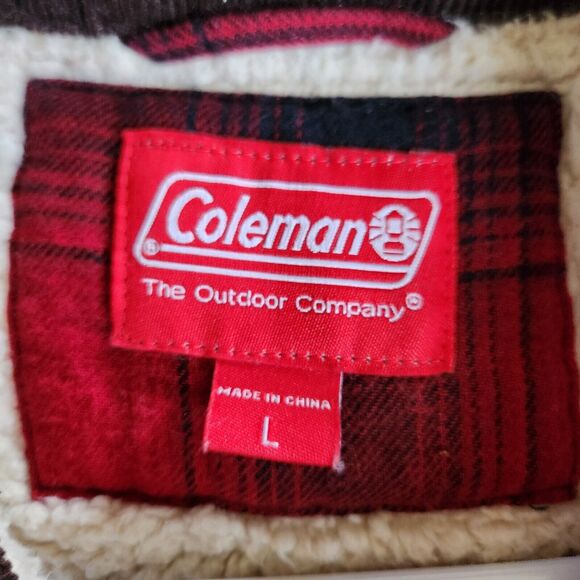 Coleman
®
The Outdoor Company®
MADE IN CHINA
L